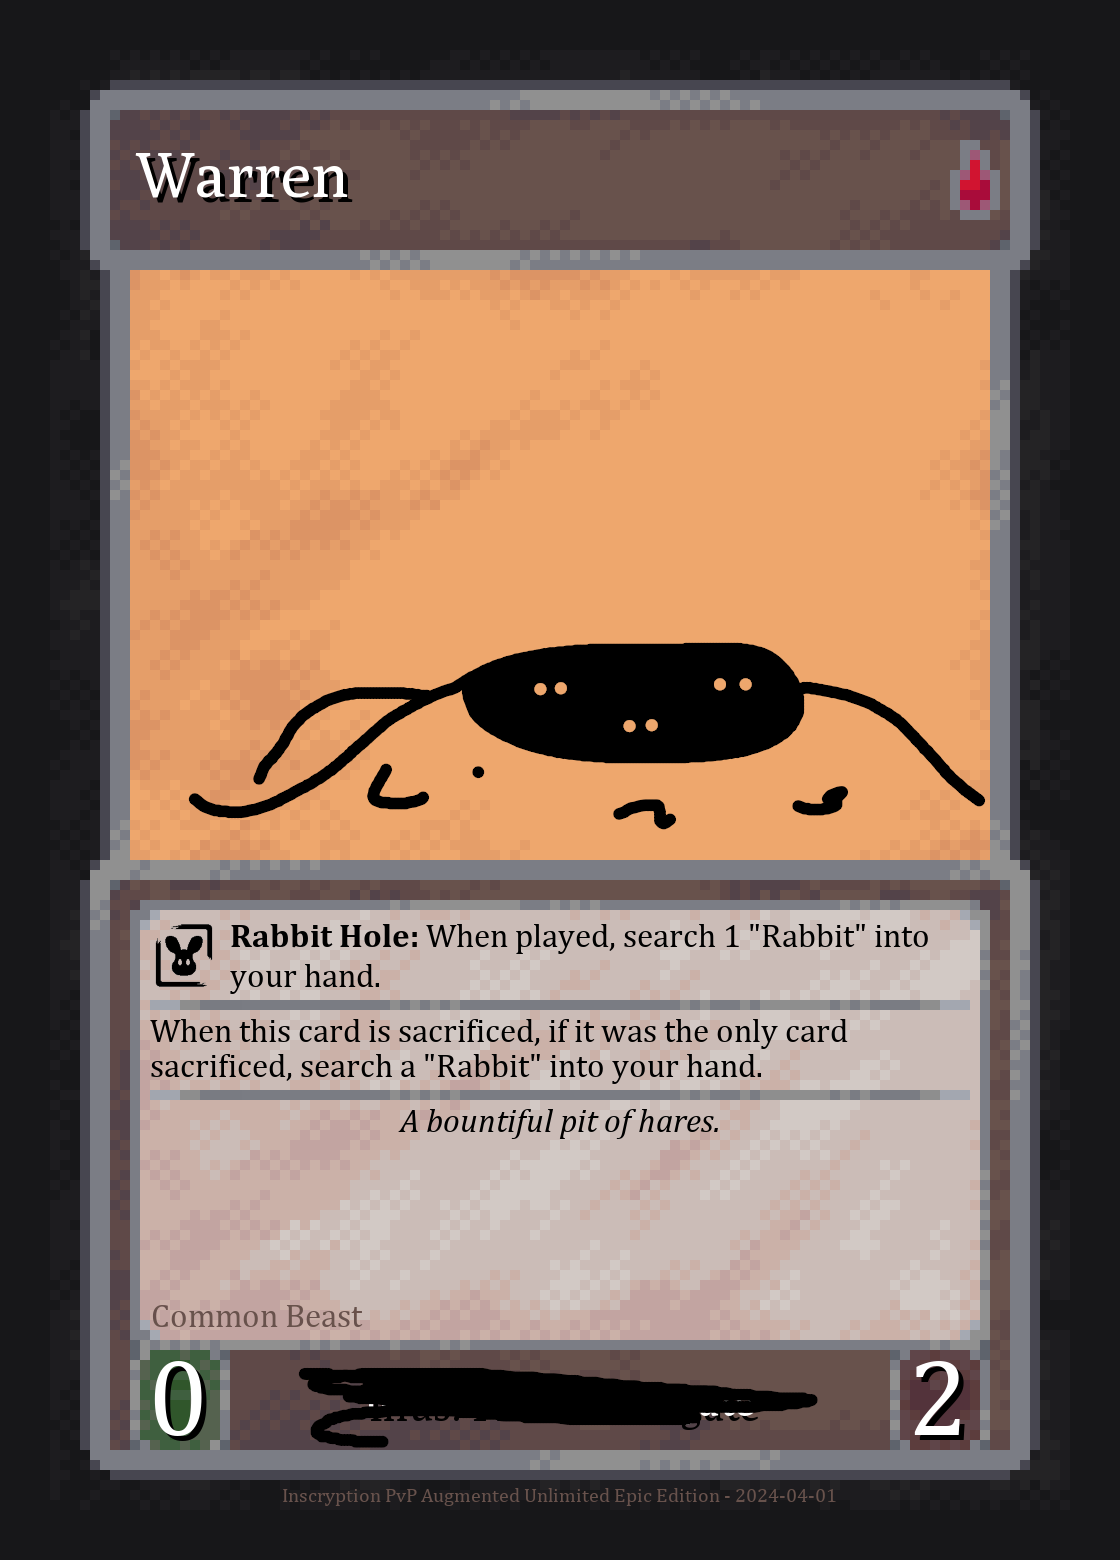 Warren
Rabbit Hole: When played, search 1 "Rabbit" into
your hand.
When this card is sacrificed, if it was the only card
sacrificed, search a "Rabbit" into your hand.
A bountiful pit of hares.
Common Beast
0
2
Inscryption PvP Augmented Unlimited Epic Edition - 2024-04-01